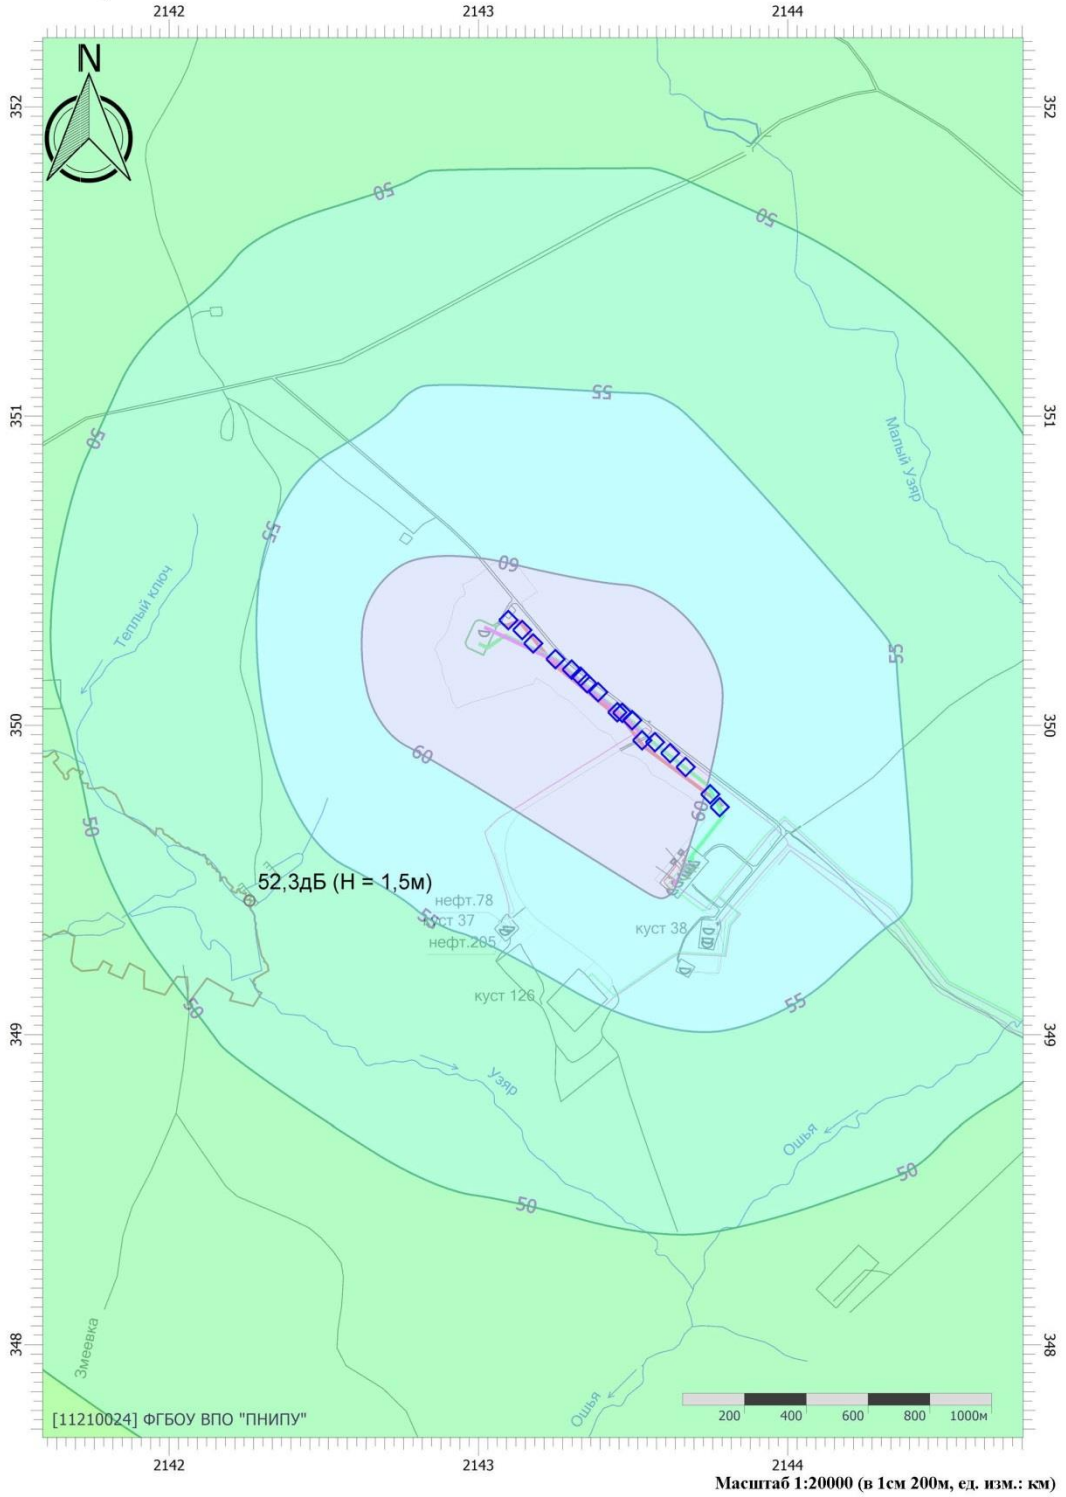 2142 2143 2144
N
352 352
50
50
351 55 351
50
Малый Узяр
55
60
Теплый ключ
55
350 350
60
60
50
52,3дБ (H = 1,5м)
нефт.78
55 куст 37
куст 38
нефт.205
куст 126
55
50
349 349
Узяр
Ошья
50
50
Змеевка
348 348
Ошья
[11210024] ФГБОУ ВПО "ПНИПУ"
200 400 600 800 1000м
2142 2143 2144
Масштаб 1:20000 (в 1см 200м, ед. изм.: км)